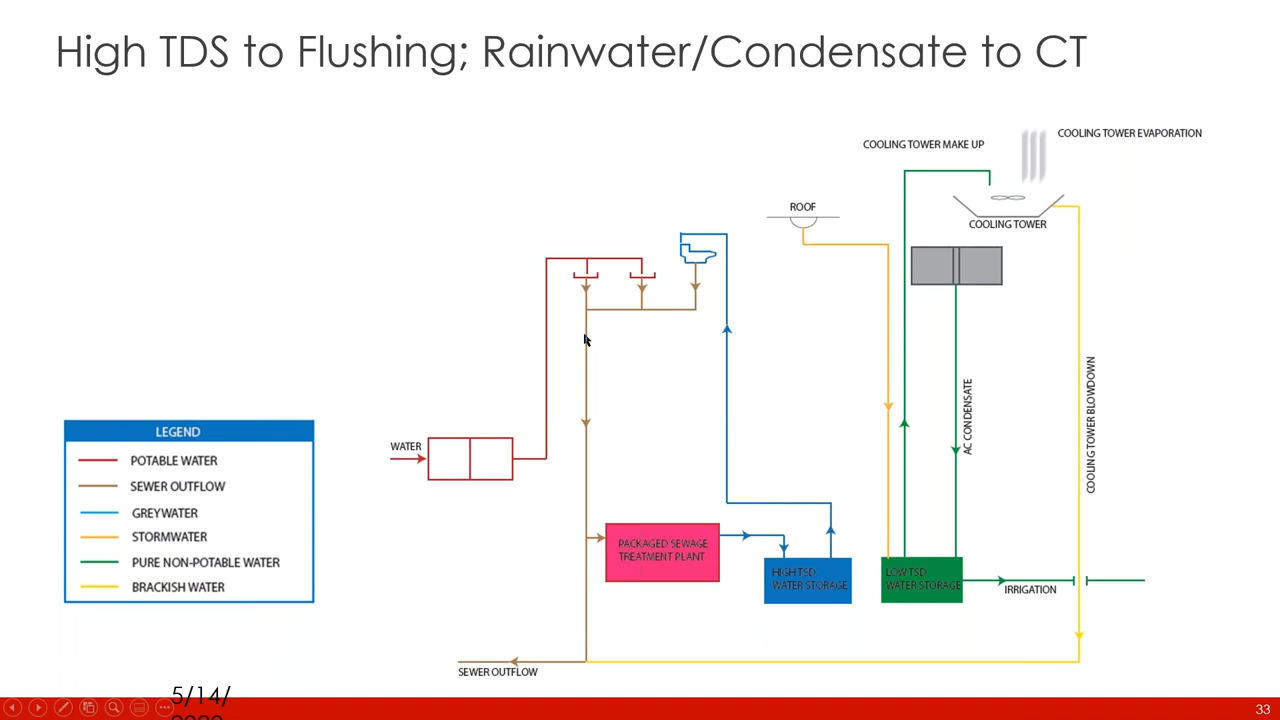 High TDS to Flushing; Rainwater/Condensate to CT
COOLING TOWER EVAPORATION
COOLING TOWER MAKE UP
ROOF
COOLING TOWER
AC CONDENSATE
COOLING TOWER BLOWDOWN
WATER
LEGEND
POTABLE WATER
SEWER OUTFLOW
GREYWATER
STORMWATER
PURE NON-POTABLE WATER
BRACKISH WATER
PACKAGED SEWAGE
TREATMENT PLANT
HIGH TSD
WATER STORAGE
LOW TSD
WATER STORAGE
IRRIGATION
SEWER OUTFLOW
5/14/
33